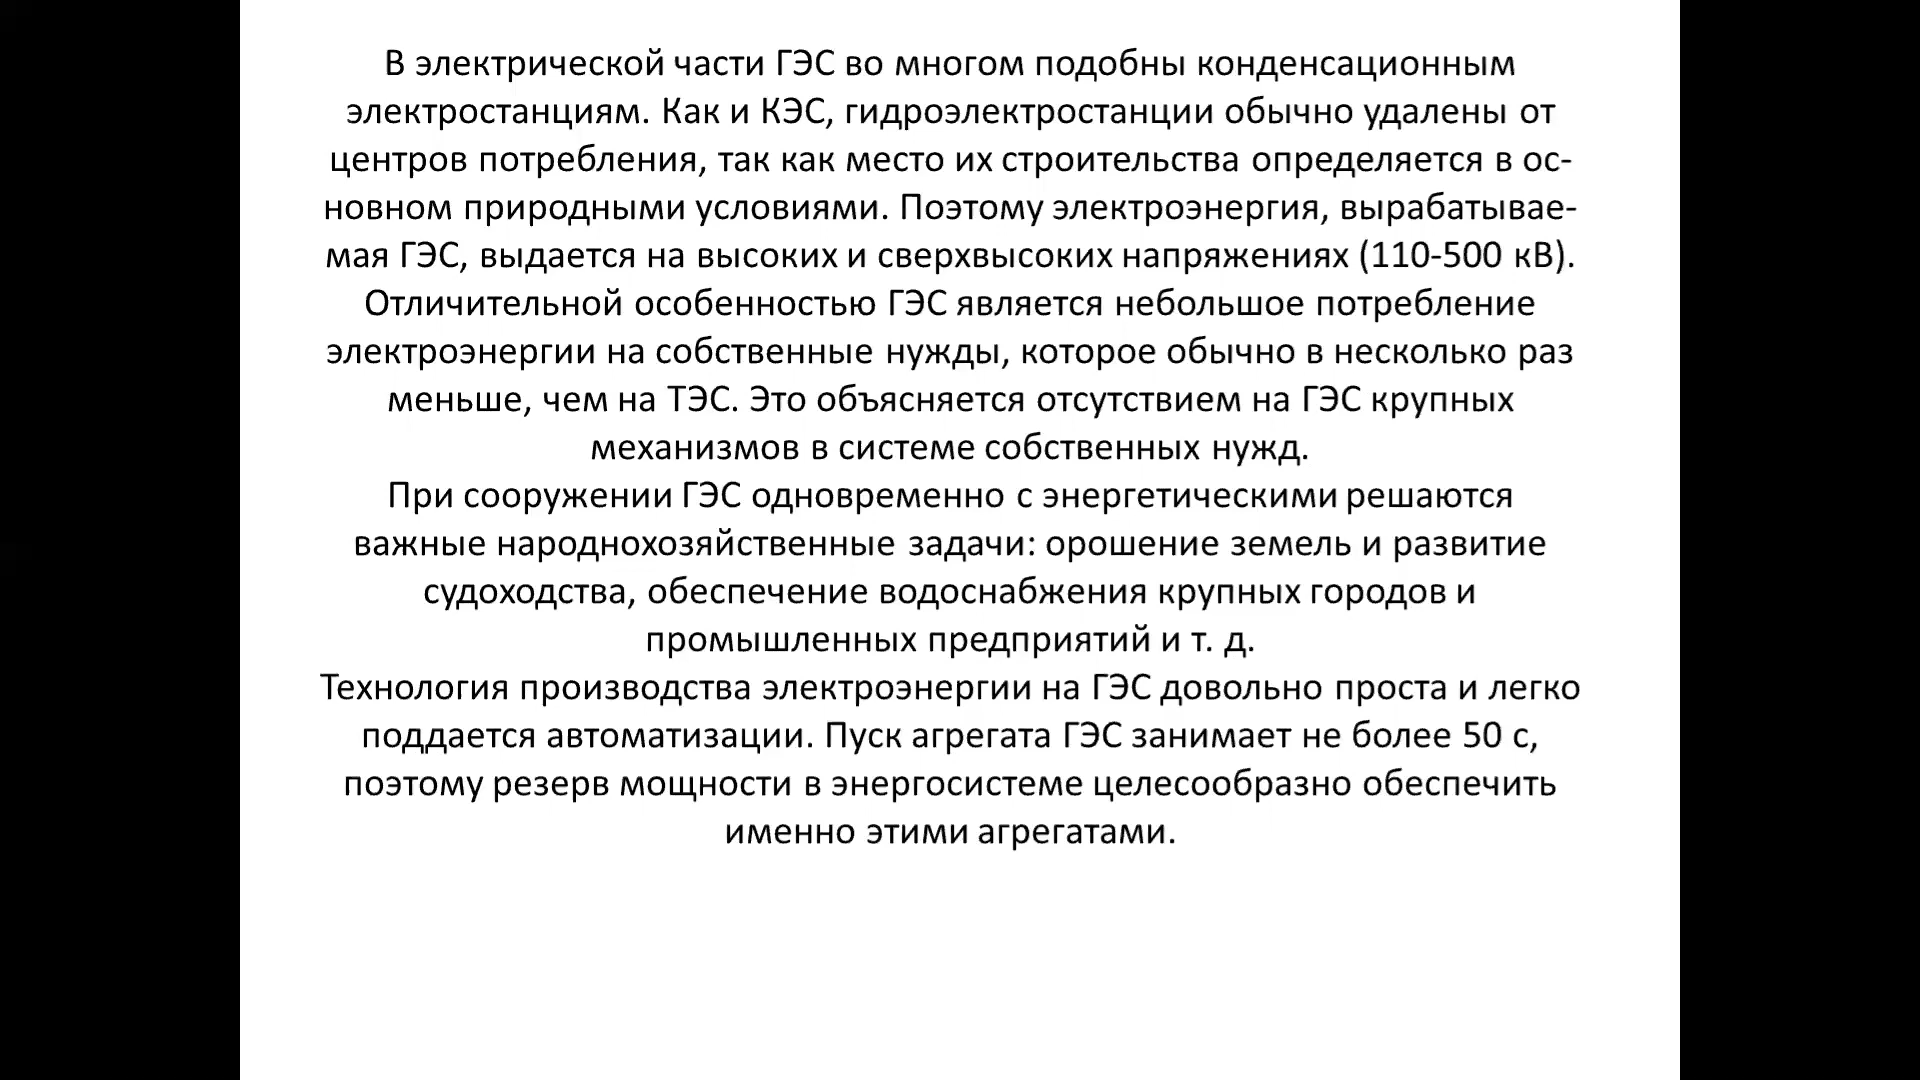 В электрической части ГЭС во многом подобны конденсационным
электростанциям. Как и КЭС, гидроэлектростанции обычно удалены от
центров потребления, так как место их строительства определяется в ос-
новном природными условиями. Поэтому электроэнергия, вырабатывае-
мая ГЭС, выдается на высоких и сверхвысоких напряжениях (110-500 кВ).
Отличительной особенностью ГЭС является небольшое потребление
электроэнергии на собственные нужды, которое обычно в несколько раз
меньше, чем на ТЭС. Это объясняется отсутствием на ГЭС крупных
механизмов в системе собственных нужд.
При сооружении ГЭС одновременно с энергетическими решаются
важные народнохозяйственные задачи: орошение земель и развитие
судоходства, обеспечение водоснабжения крупных городов и
промышленных предприятий и т. д.
Технология производства электроэнергии на ГЭС довольно проста и легко
поддается автоматизации. Пуск агрегата ГЭС занимает не более 50 с,
поэтому резерв мощности в энергосистеме целесообразно обеспечить
именно этими агрегатами.